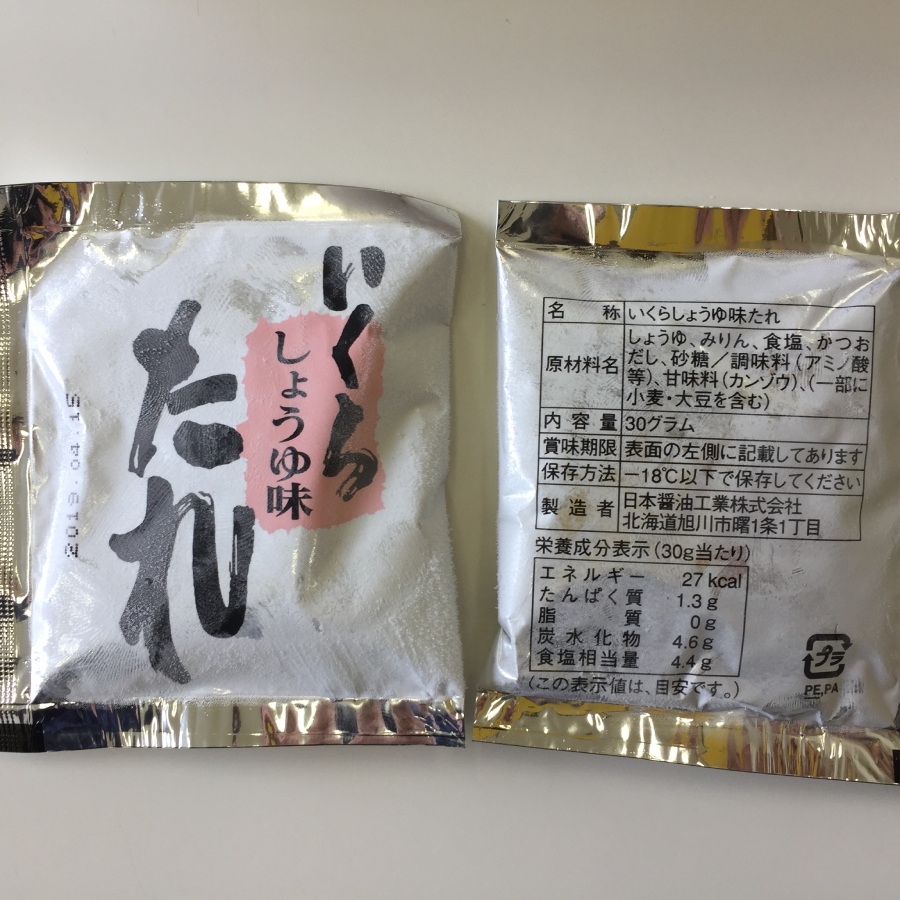 いくら
しょうゆ味
たれ
2019.04.15
名称 いくらしょうゆ味たれ
原材料名 しょうゆ、みりん、食塩、かつお
だし、砂糖/調味料(アミノ酸
等)、甘味料(カンゾウ)、(一部に
小麦・大豆を含む)
内容量 30グラム
賞味期限 表面の左側に記載してあります
保存方法 -18℃以下で保存してください
製造者 日本醤油工業株式会社
北海道旭川市曙1条1丁目
栄養成分表示(30g当たり)
エネルギー 27kcal
たんぱく質 1.3g
脂質 0g
炭水化物 4.6g
食塩相当量 4.4g
(この表示値は、目安です。)
プラ
PE,PA